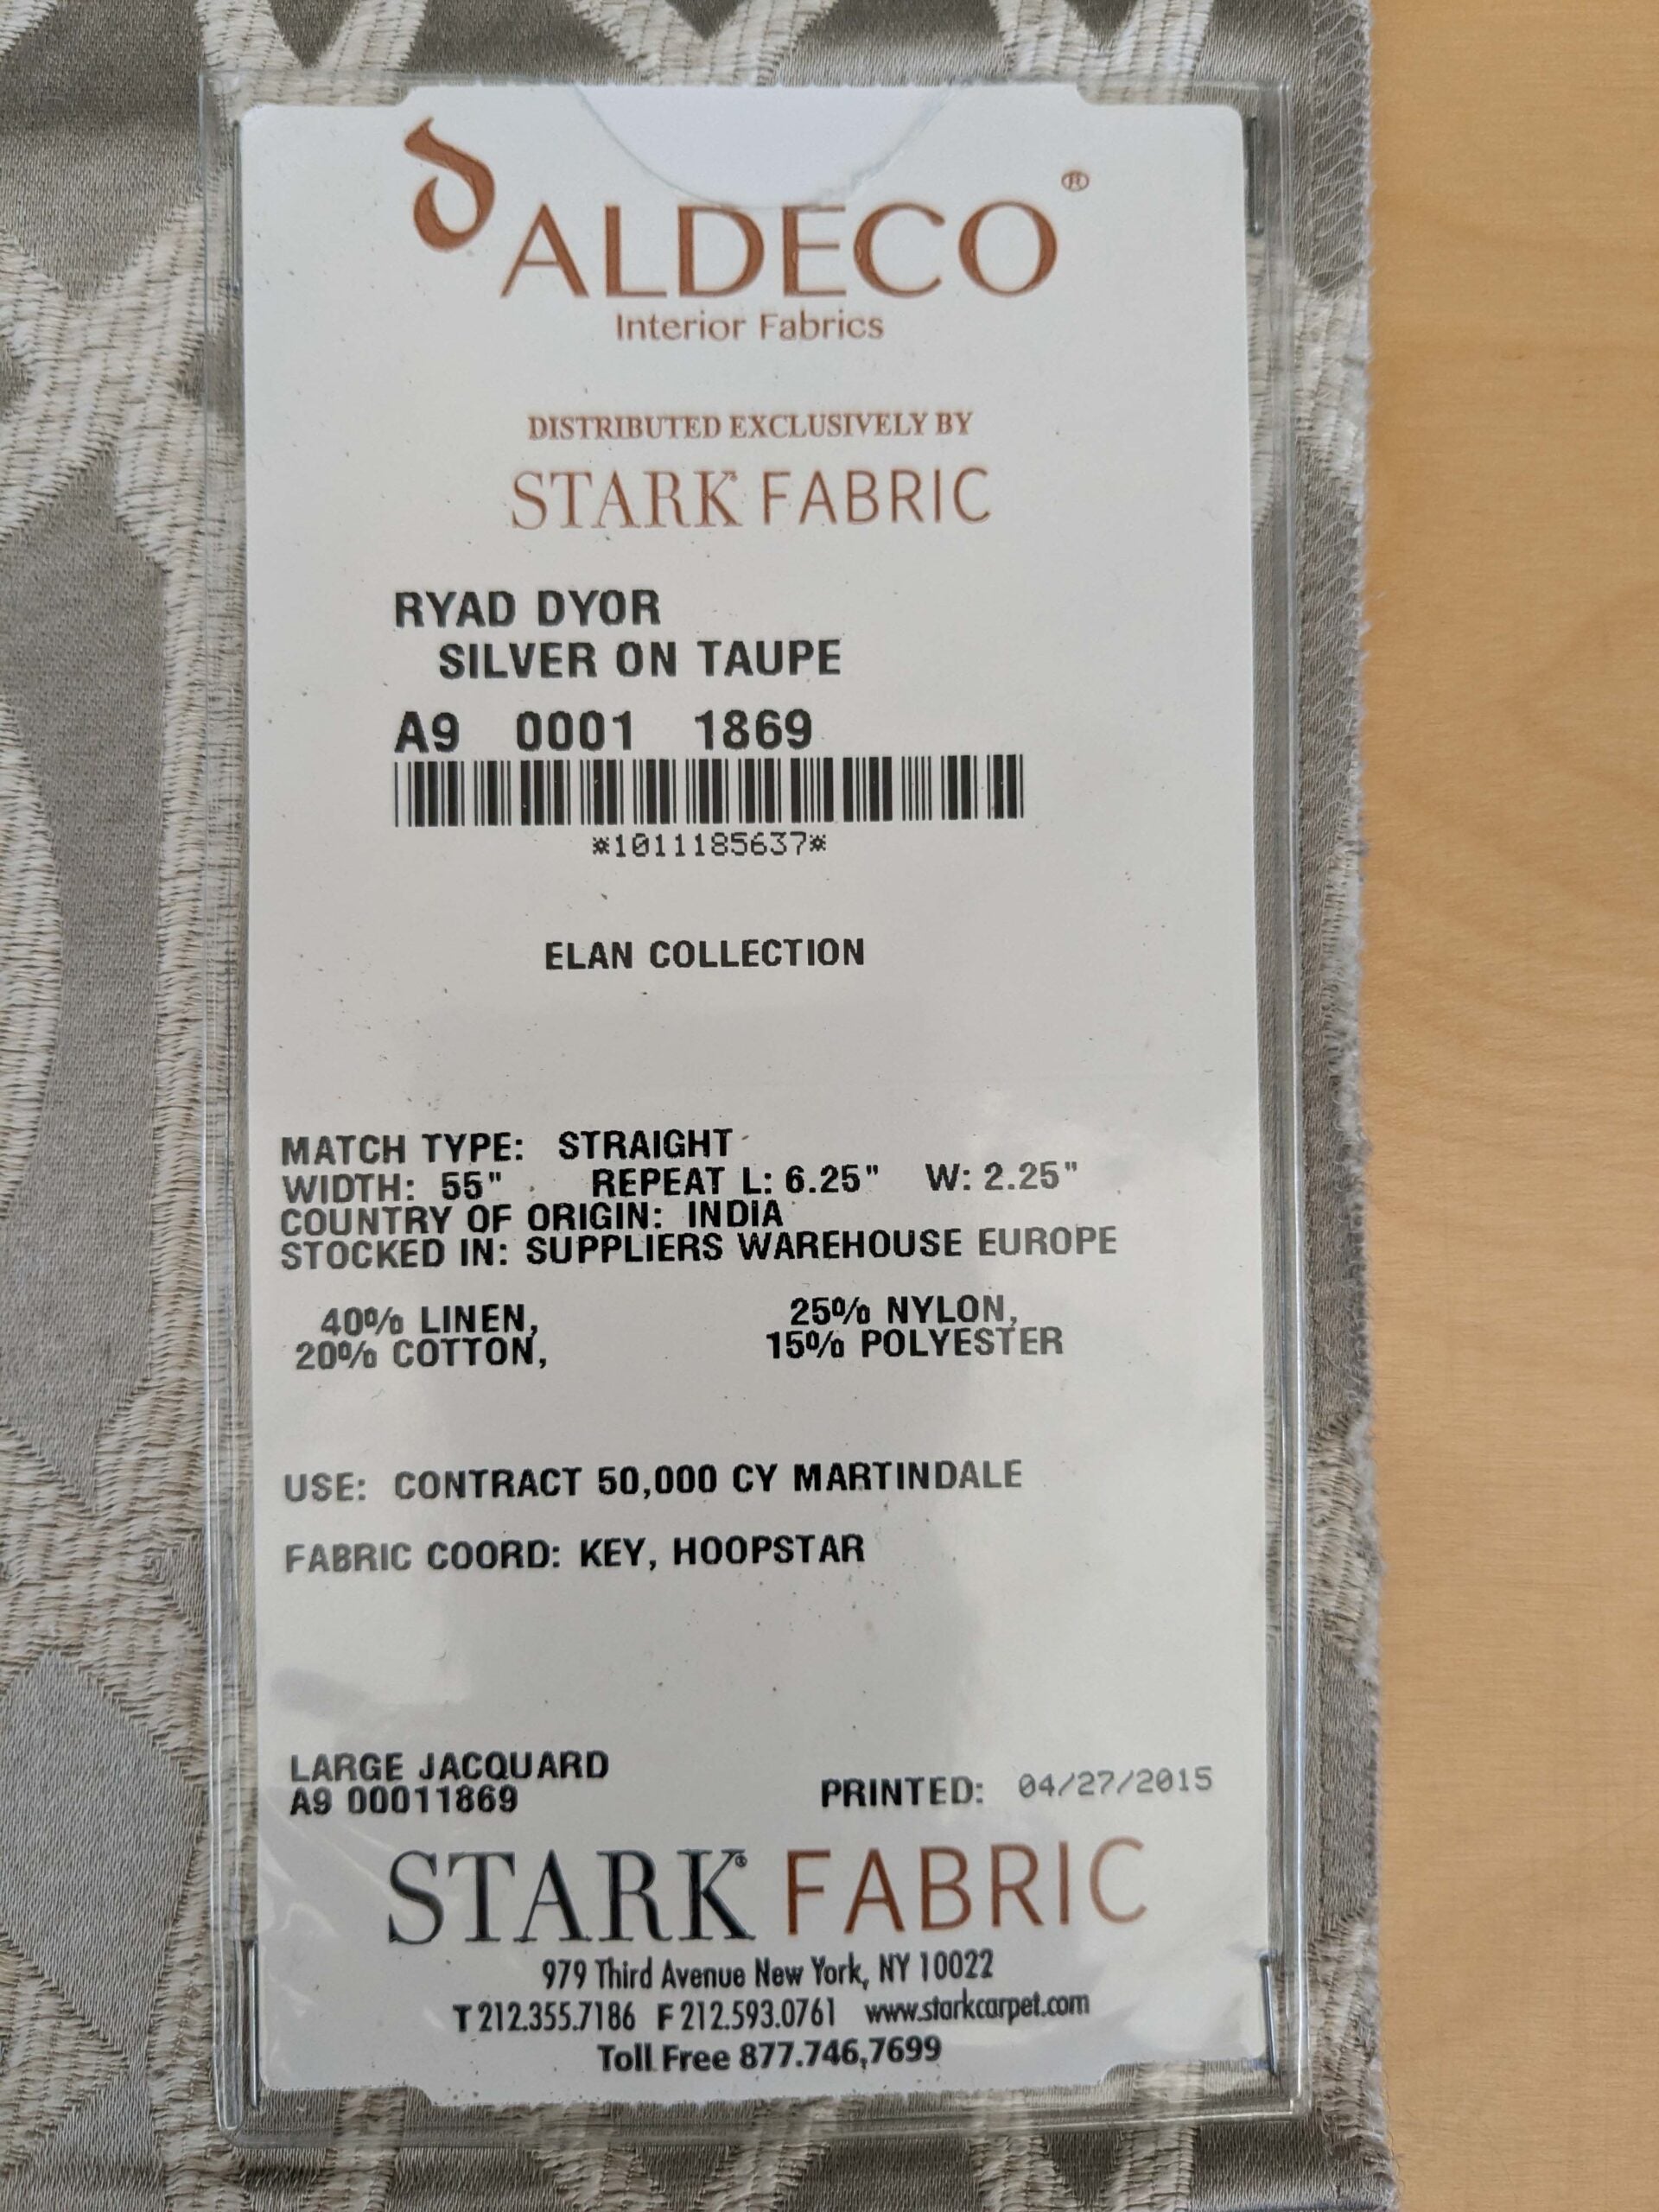 ALDECO®
Interior Fabrics
DISTRIBUTED EXCLUSIVELY BY
STARK FABRIC
RYAD DYOR
SILVER ON TAUPE
A9 0001 1869
*1011185637*
ELAN COLLECTION
MATCH TYPE: STRAIGHT
WIDTH: 55" REPEAT L: 6.25" W: 2.25"
COUNTRY OF ORIGIN: INDIA
STOCKED IN: SUPPLIERS WAREHOUSE EUROPE
40% LINEN, 25% NYLON,
20% COTTON, 15% POLYESTER
USE: CONTRACT 50,000 CY MARTINDALE
FABRIC COORD: KEY, HOOPSTAR
LARGE JACQUARD
A9 00011869 PRINTED: 04/27/2015
STARK® FABRIC
979 Third Avenue New York, NY 10022
T 212.355.7186 F 212.593.0761 www.starkcarpet.com
Toll Free 877.746.7699